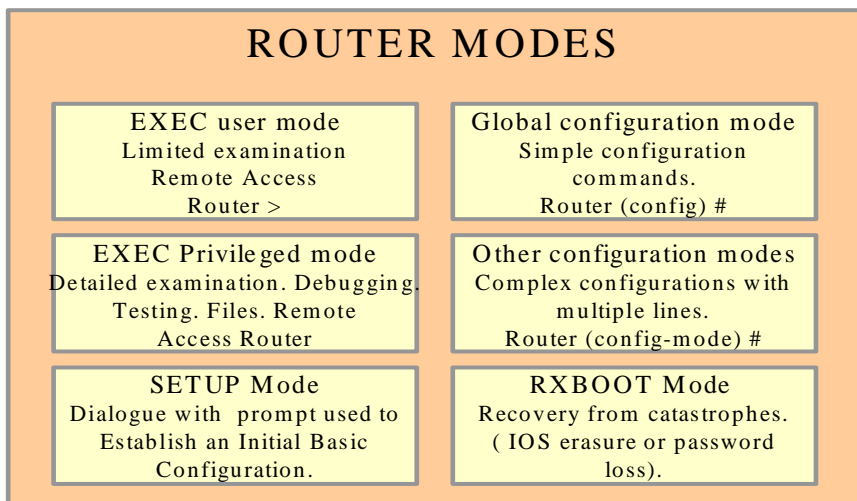 ROUTER MODES
EXEC user mode
Limited examination
Remote Access
Router >
Global configuration mode
Simple configuration
commands.
Router (config) #
EXEC Privileged mode
Detailed examination. Debugging.
Testing. Files. Remote
Access Router
Other configuration modes
Complex configurations with
multiple lines.
Router (config-mode) #
SETUP Mode
Dialogue with prompt used to
Establish an Initial Basic
Configuration.
RXBOOT Mode
Recovery from catastrophes.
( IOS erasure or password
loss).